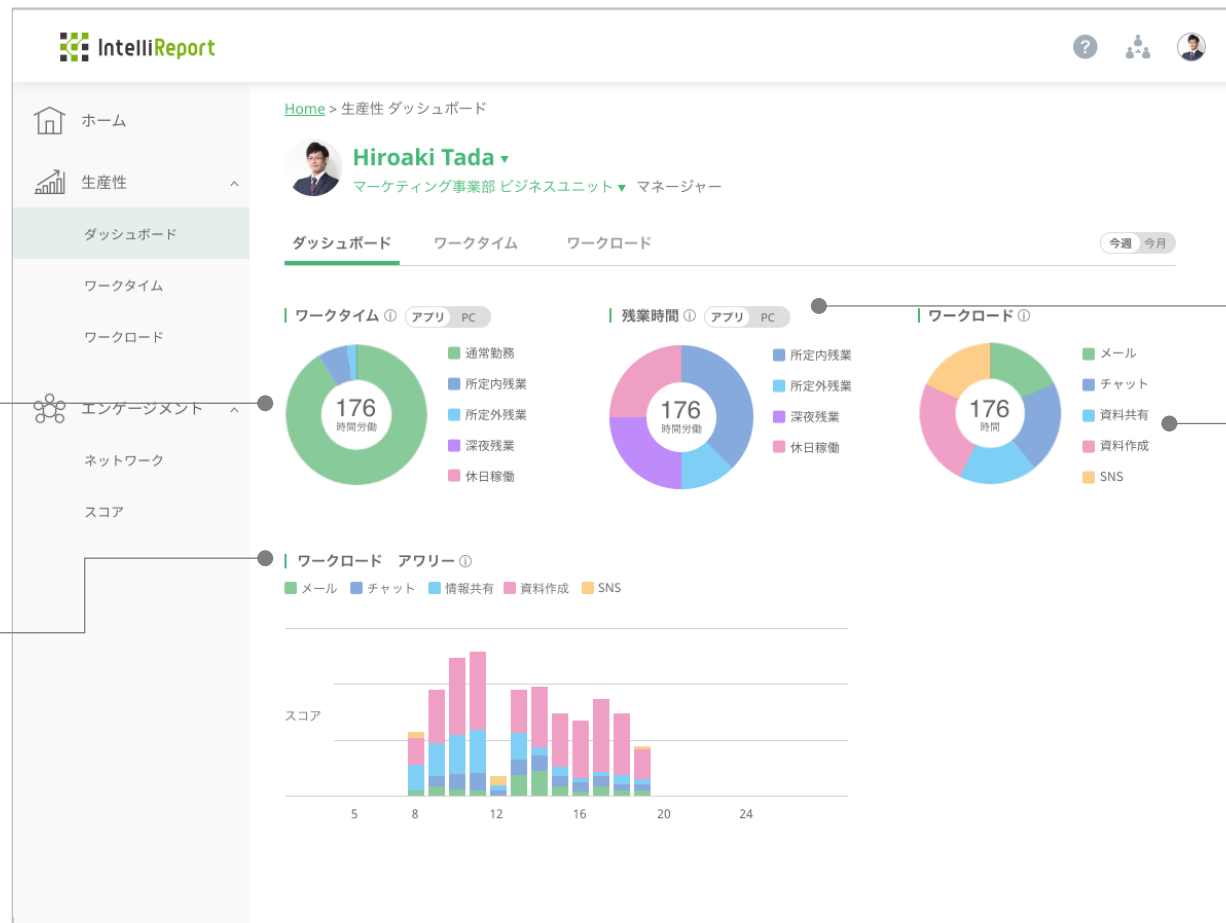 IntelliReport
?
ホーム
生産性
ダッシュボード
ワークタイム
ワークロード
エンゲージメント
ネットワーク
スコア
Home > 生産性 ダッシュボード
Hiroaki Tada
マーケティング事業部 ビジネスユニット マネージャー
ダッシュボード ワークタイム ワークロード
今週 今月
ワークタイム アプリ PC
176
時間労働
通常勤務
所定内残業
所定外残業
深夜残業
休日稼働
残業時間 アプリ PC
176
時間労働
所定内残業
所定外残業
深夜残業
休日稼働
ワークロード
176
時間
メール
チャット
資料共有
資料作成
SNS
ワークロード アワリー
メール チャット 情報共有 資料作成 SNS
スコア
5 8 12 16 20 24